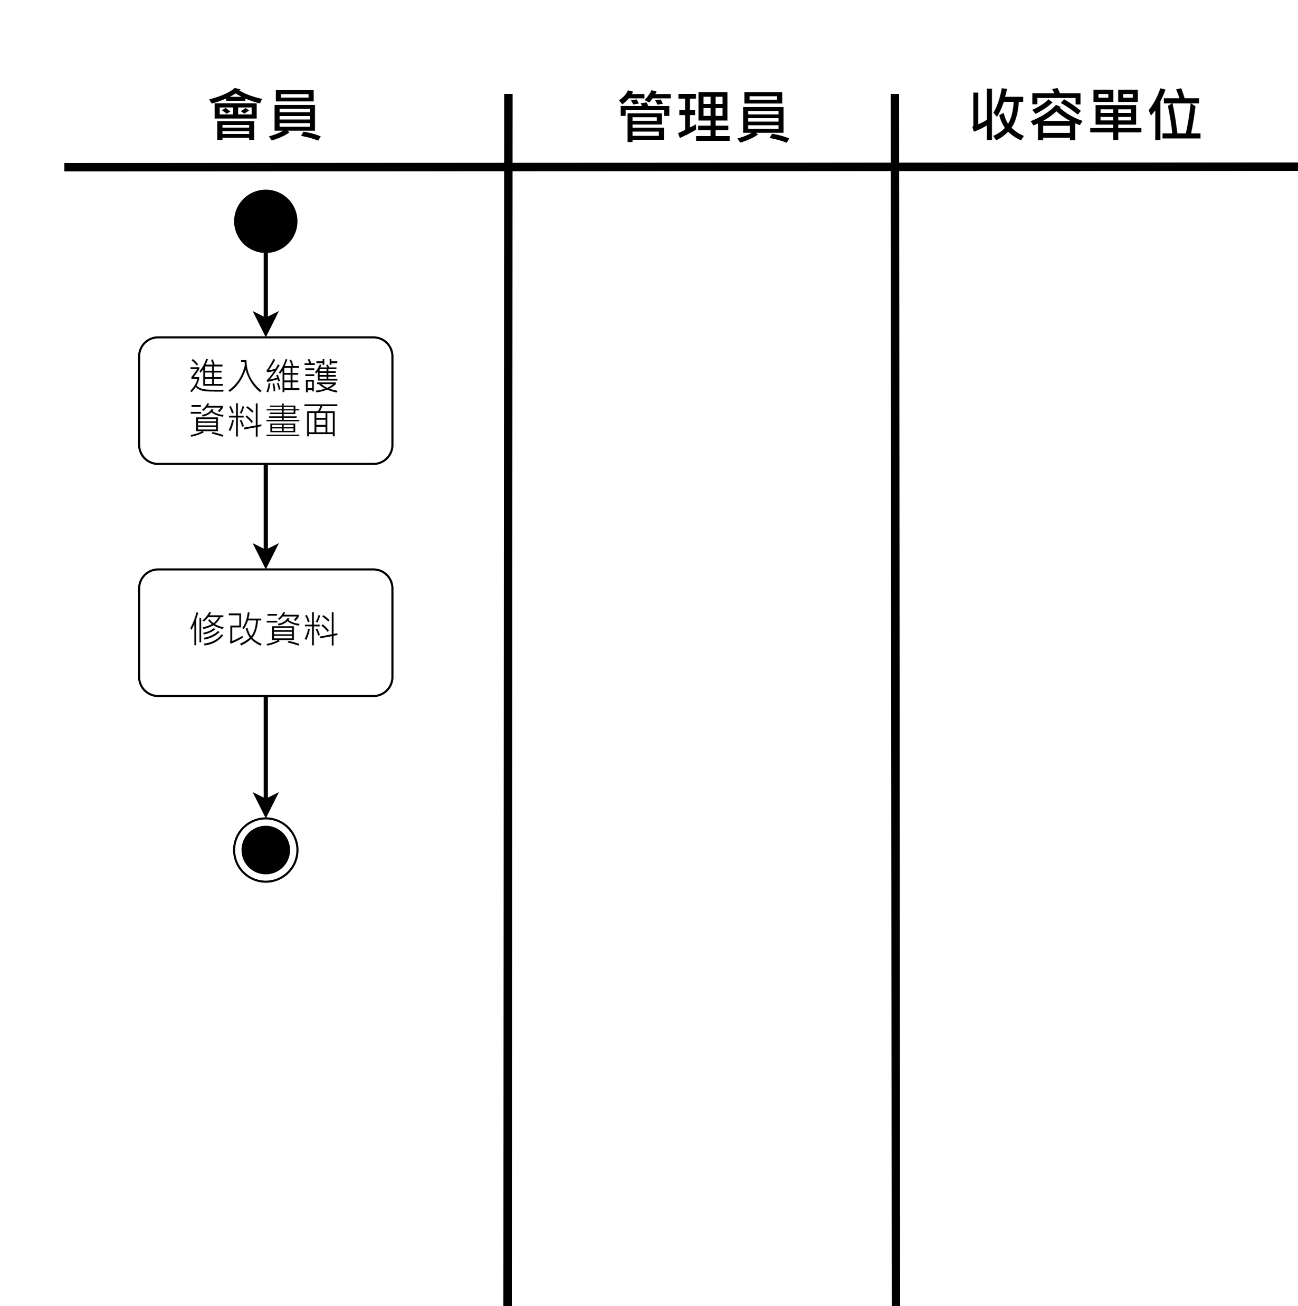 會員
管理員
收容單位
進入維護
資料畫面
修改資料